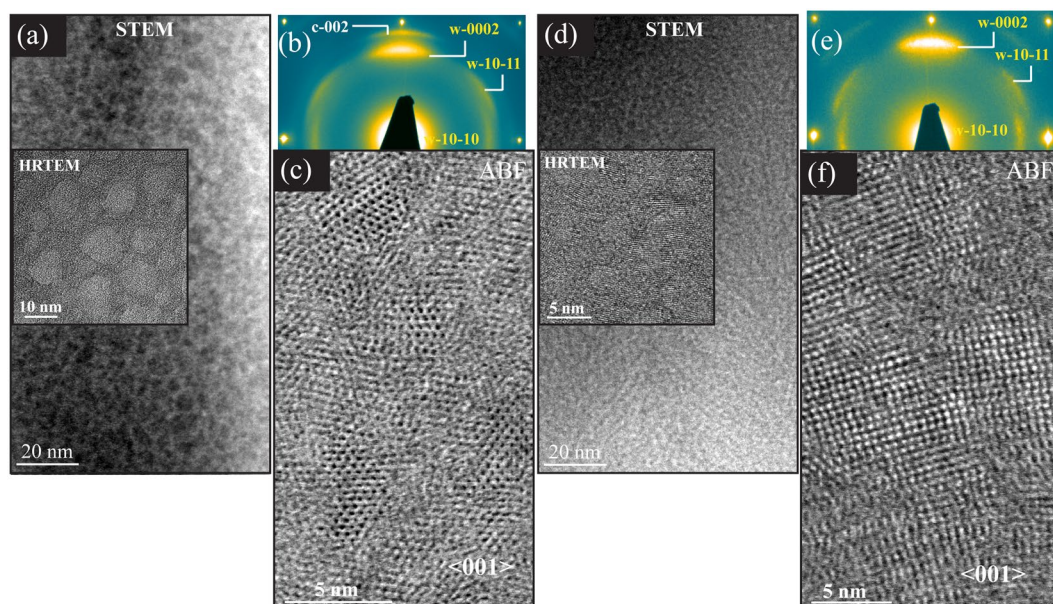 (a)
STEM
HRTEM
10 nm
20 nm
(b)
c-002
w-0002
w-10-11
w-10-10
(c)
ABF
<001>
5 nm
(d)
STEM
HRTEM
5 nm
20 nm
(e)
w-0002
w-10-11
w-10-10
(f)
<001>
5 nm